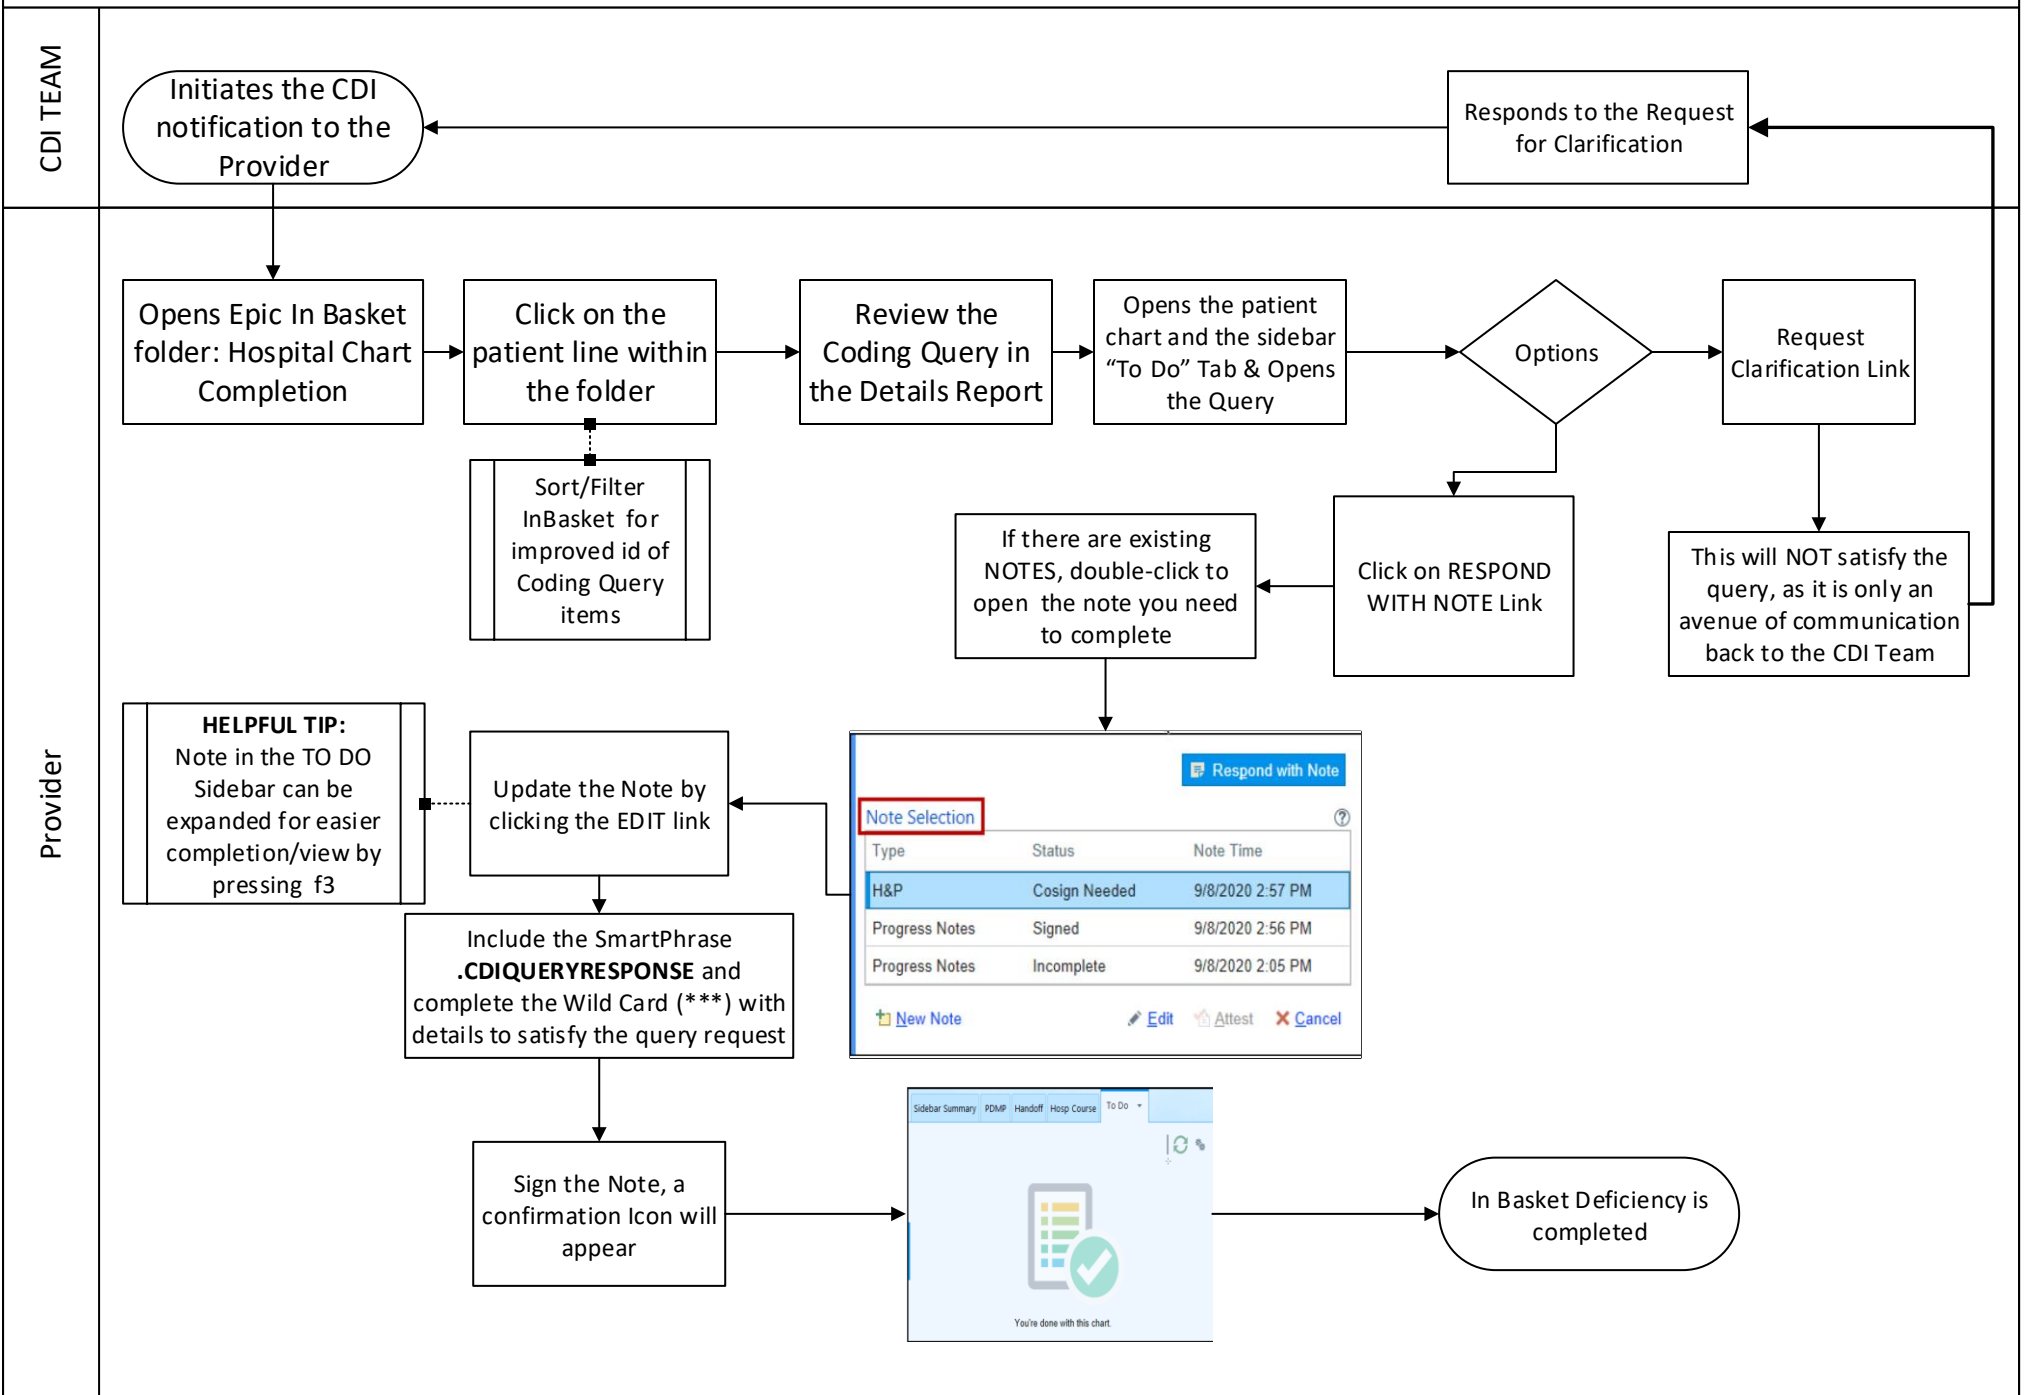 CDI TEAM
Initiates the CDI
notification to the
Provider
Responds to the Request
for Clarification
Provider
Opens Epic In Basket
folder: Hospital Chart
Completion
Click on the
patient line within
the folder
Review the
Coding Query in
the Details Report
Opens the patient
chart and the sidebar
“To Do” Tab & Opens
the Query
Options
Request
Clarification Link
Sort/Filter
InBasket for
improved id of
Coding Query
items
If there are existing
NOTES, double-click to
open the note you need
to complete
Click on RESPOND
WITH NOTE Link
This will NOT satisfy the
query, as it is only an
avenue of communication
back to the CDI Team
HELPFUL TIP:
Note in the TO DO
Sidebar can be
expanded for easier
completion/view by
pressing f3
Update the Note by
clicking the EDIT link
Respond with Note
Note Selection
Type Status Note Time
H&P Cosign Needed 9/8/2020 2:57 PM
Progress Notes Signed 9/8/2020 2:56 PM
Progress Notes Incomplete 9/8/2020 2:05 PM
New Note Edit Attest Cancel
Include the SmartPhrase
.CDIQUERYRESPONSE and
complete the Wild Card (***) with
details to satisfy the query request
Sign the Note, a
confirmation Icon will
appear
Sidebar Summary PDMP Handoff Hosp Course To Do
You're done with this chart.
In Basket Deficiency is
completed